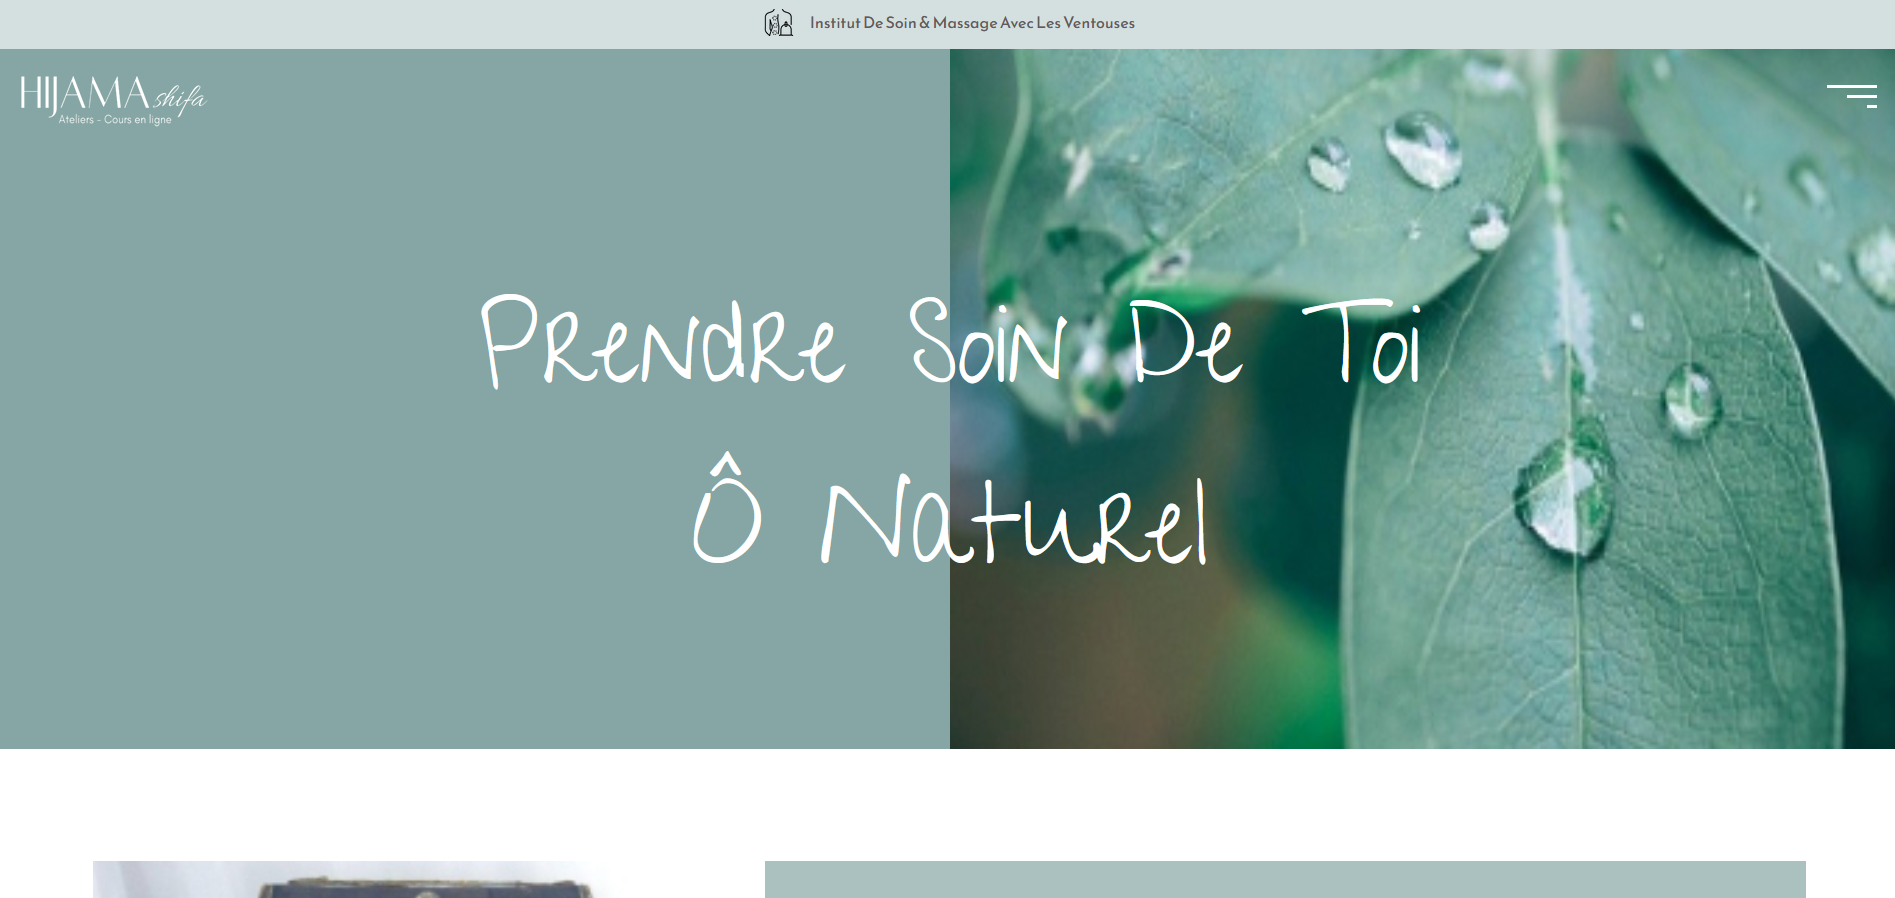 Institut De Soin & Massage Avec Les Ventouses
HIJAMA shifa
Ateliers - Cours en ligne
Prendre Soin De Toi
Ô Naturel